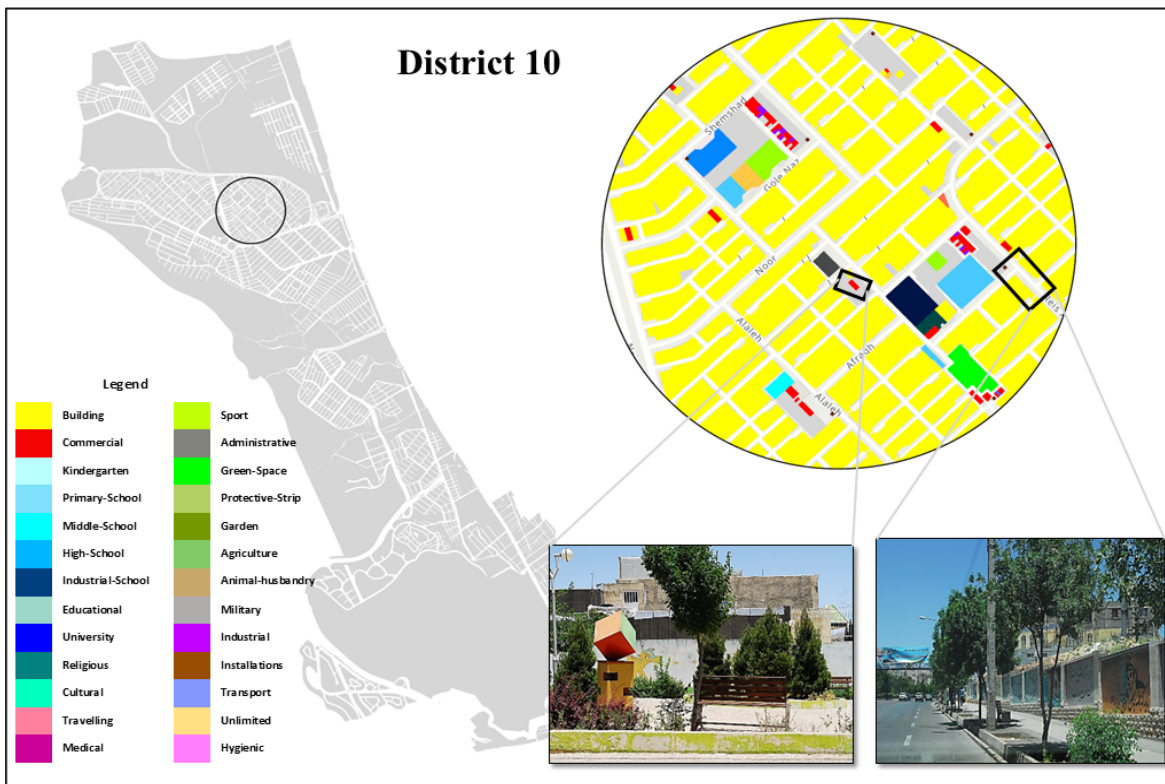 District 10
Shemshad
Gole Naz
Noor
Alaleh
Afraqh
Alaleh
Legend
Building
Commercial
Kindergarten
Primary-School
Middle-School
High-School
Industrial-School
Educational
University
Religious
Cultural
Travelling
Medical
Sport
Administrative
Green-Space
Protective-Strip
Garden
Agriculture
Animal-husbandry
Military
Industrial
Installations
Transport
Unlimited
Hygienic